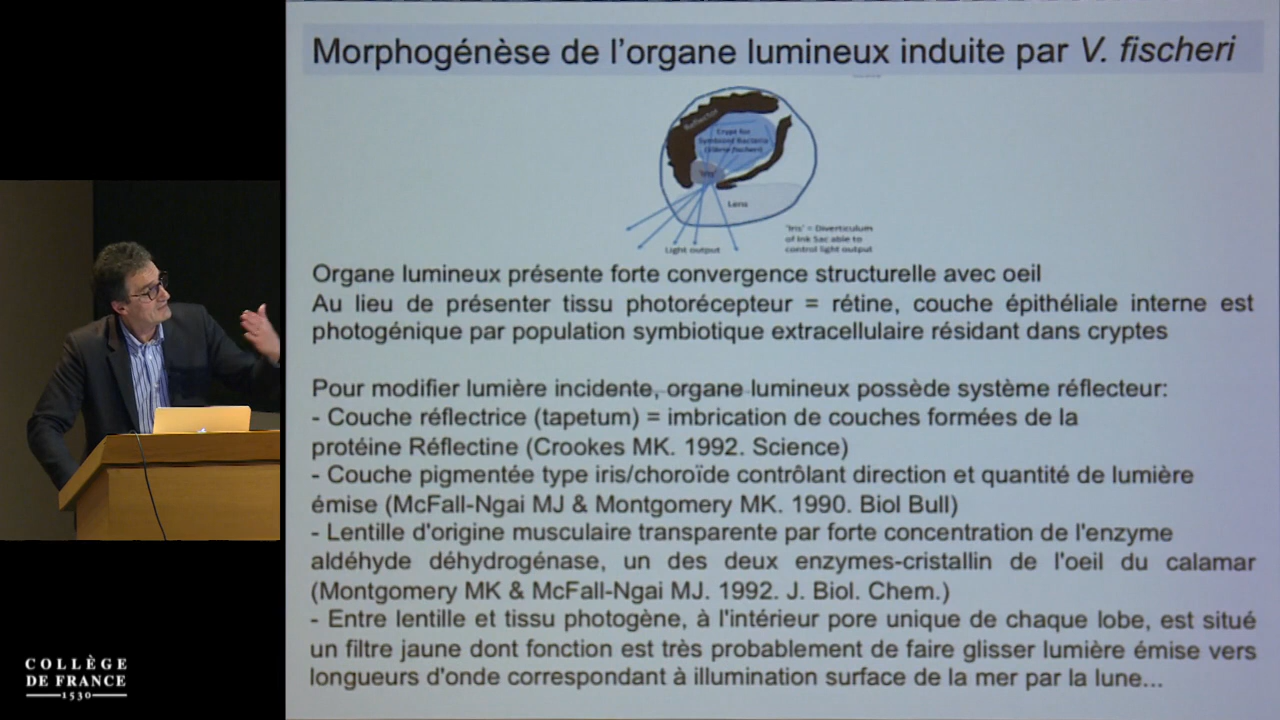 Morphogénèse de l'organe lumineux induite par V. fischeri
Reflector
Crypt for
Symbiont Bacteria
(Vibrio fischeri)
'Iris'
Lens
Light output
'Iris' = Diverticulum
of Ink Sac able to
control light output
Organe lumineux présente forte convergence structurelle avec oeil
Au lieu de présenter tissu photorécepteur = rétine, couche épithéliale interne est
photogénique par population symbiotique extracellulaire résidant dans cryptes
Pour modifier lumière incidente, organe lumineux possède système réflecteur:
- Couche réflectrice (tapetum) = imbrication de couches formées de la
protéine Réflectine (Crookes MK. 1992. Science)
- Couche pigmentée type iris/choroïde contrôlant direction et quantité de lumière
émise (McFall-Ngai MJ & Montgomery MK. 1990. Biol Bull)
- Lentille d'origine musculaire transparente par forte concentration de l'enzyme
aldéhyde déhydrogénase, un des deux enzymes-cristallin de l'oeil du calamar
(Montgomery MK & McFall-Ngai MJ. 1992. J. Biol. Chem.)
- Entre lentille et tissu photogène, à l'intérieur pore unique de chaque lobe, est situé
un filtre jaune dont fonction est très probablement de faire glisser lumière émise vers
longueurs d'onde correspondant à illumination surface de la mer par la lune...
COLLÈGE
DE FRANCE
1530